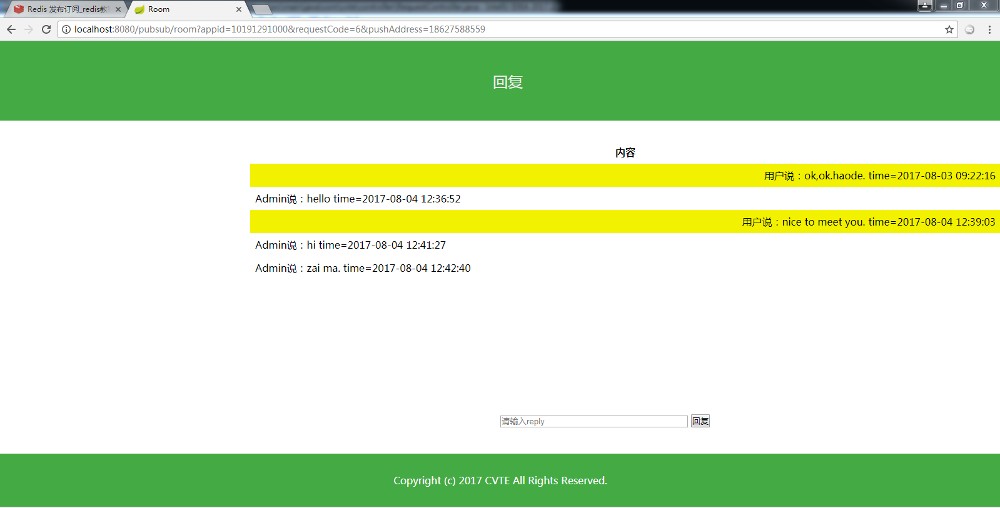 Redis 发布订阅_redis教
Room
localhost:8080/pubsub/room?appid=10191291000&requestCode=6&pushAddress=18627588559
回复
内容
用户说：ok,ok.haode. time=2017-08-03 09:22:16
Admin说：hello time=2017-08-04 12:36:52
用户说：nice to meet you. time=2017-08-04 12:39:03
Admin说：hi time=2017-08-04 12:41:27
Admin说：zai ma. time=2017-08-04 12:42:40
请输入reply 回复
Copyright (c) 2017 CVTE All Rights Reserved.